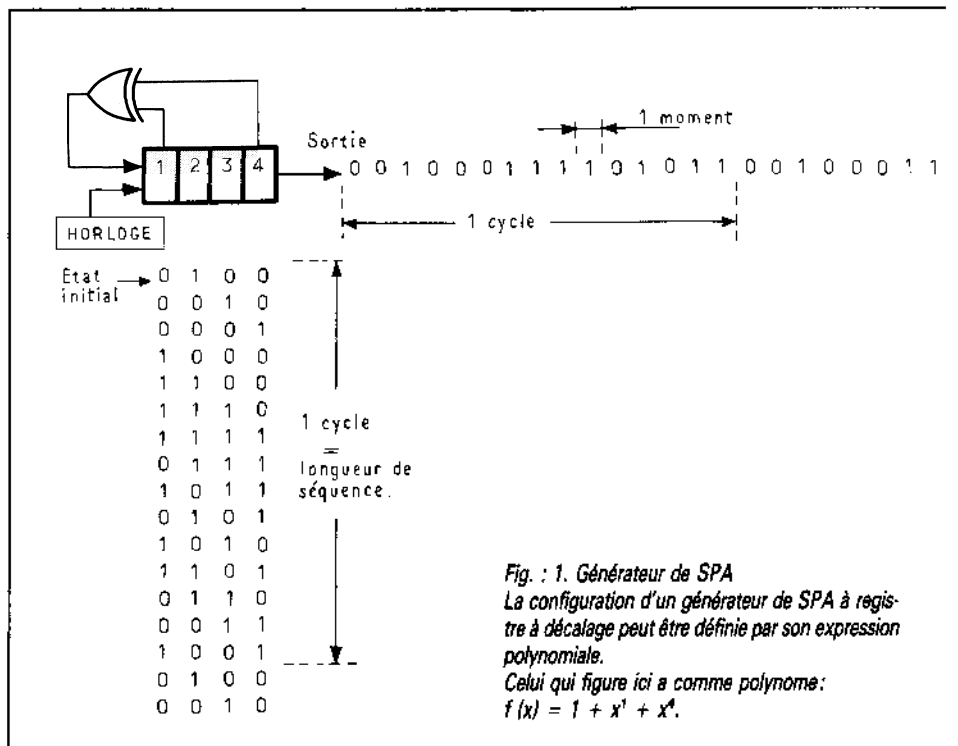 1 moment
Sortie
1 2 3 4
0 0 1 0 0 0 1 1 1 1 0 1 0 1 1 0 0 1 0 0 0 1 1
1 cycle
HORLOGE
État initial
0 1 0 0
0 0 1 0
0 0 0 1
1 0 0 0
1 1 0 0
1 1 1 0
1 1 1 1
0 1 1 1
1 0 1 1
0 1 0 1
1 0 1 0
1 1 0 1
0 1 1 0
0 0 1 1
1 0 0 1
0 1 0 0
0 0 1 0
1 cycle
=
longueur de
séquence.
Fig. : 1. Générateur de SPA
La configuration d'un générateur de SPA à regis-
tre à décalage peut être définie par son expression
polynomiale.
Celui qui figure ici a comme polynome:
f (x) = 1 + x¹ + x⁴.